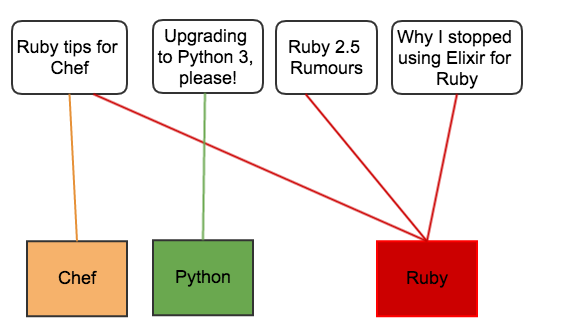 Ruby tips for
Chef
Upgrading
to Python 3,
please!
Ruby 2.5
Rumours
Why I stopped
using Elixir for
Ruby
Chef
Python
Ruby